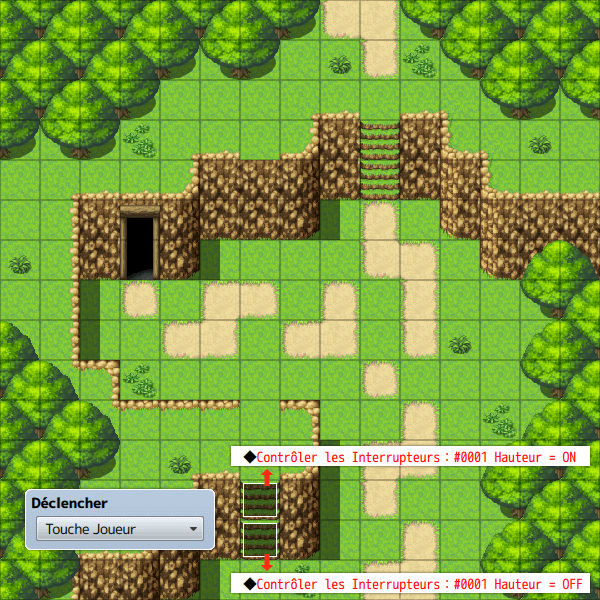 ◆Contrôler les Interrupteurs：#0001 Hauteur = ON
Déclencher
Touche Joueur
◆Contrôler les Interrupteurs：#0001 Hauteur = OFF